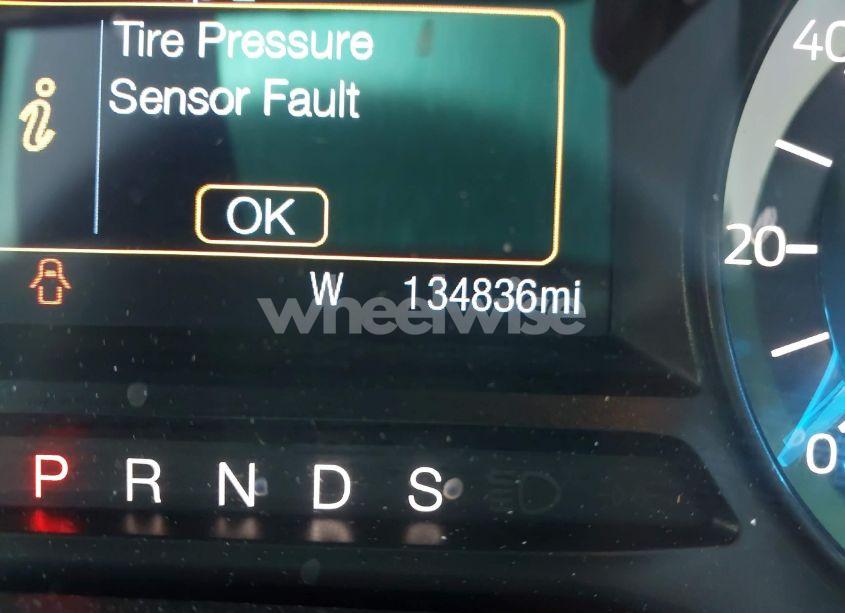 Tire Pressure
Sensor Fault
OK
W 134836mi
wheelwise
P R N D S
40
20
0